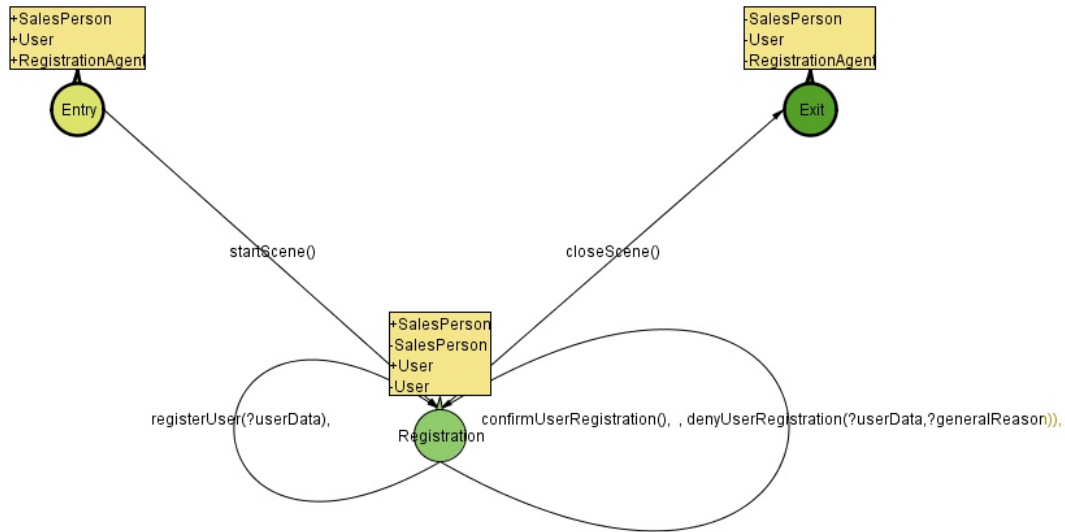 +SalesPerson
+User
+RegistrationAgent
Entry
-SalesPerson
-User
-RegistrationAgent
Exit
startScene()
closeScene()
+SalesPerson
-SalesPerson
+User
-User
registerUser(?userData),
Registration
confirmUserRegistration(), , denyUserRegistration(?userData,?generalReason)),